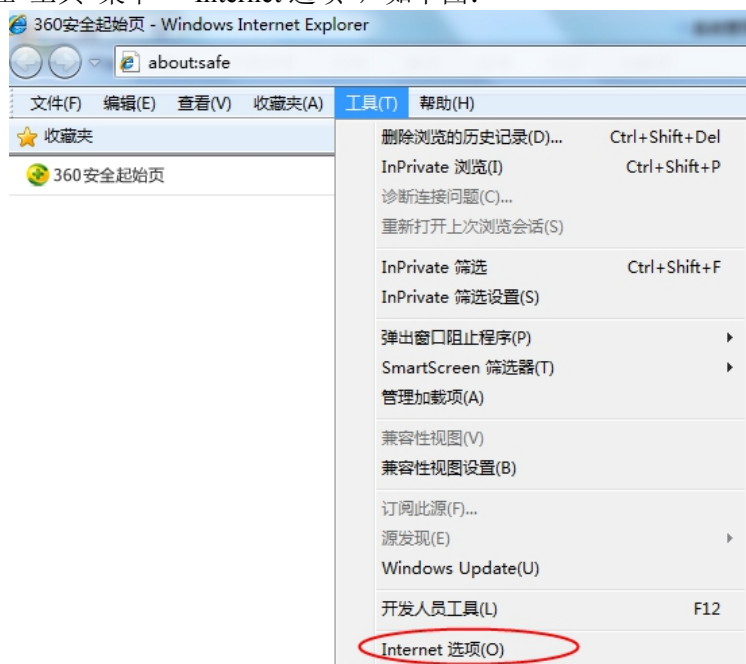 360安全起始页 - Windows Internet Explorer
about:safe
文件(F) 编辑(E) 查看(V) 收藏夹(A) 工具(T) 帮助(H)
收藏夹
360安全起始页
删除浏览的历史记录(D)... Ctrl+Shift+Del
InPrivate 浏览(I) Ctrl+Shift+P
诊断连接问题(C)...
重新打开上次浏览会话(S)
InPrivate 筛选 Ctrl+Shift+F
InPrivate 筛选设置(S)
弹出窗口阻止程序(P)
SmartScreen 筛选器(T)
管理加载项(A)
兼容性视图(V)
兼容性视图设置(B)
订阅此源(F)...
源发现(E)
Windows Update(U)
开发人员工具(L) F12
Internet 选项(O)